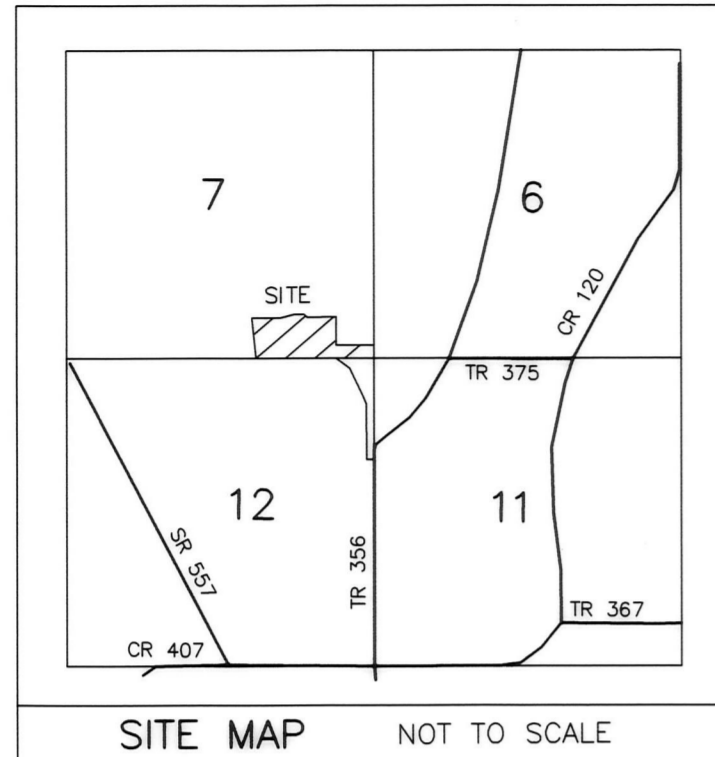 7
6
SITE
CR 120
TR 375
12
11
SR 557
TR 356
TR 367
CR 407
SITE MAP NOT TO SCALE